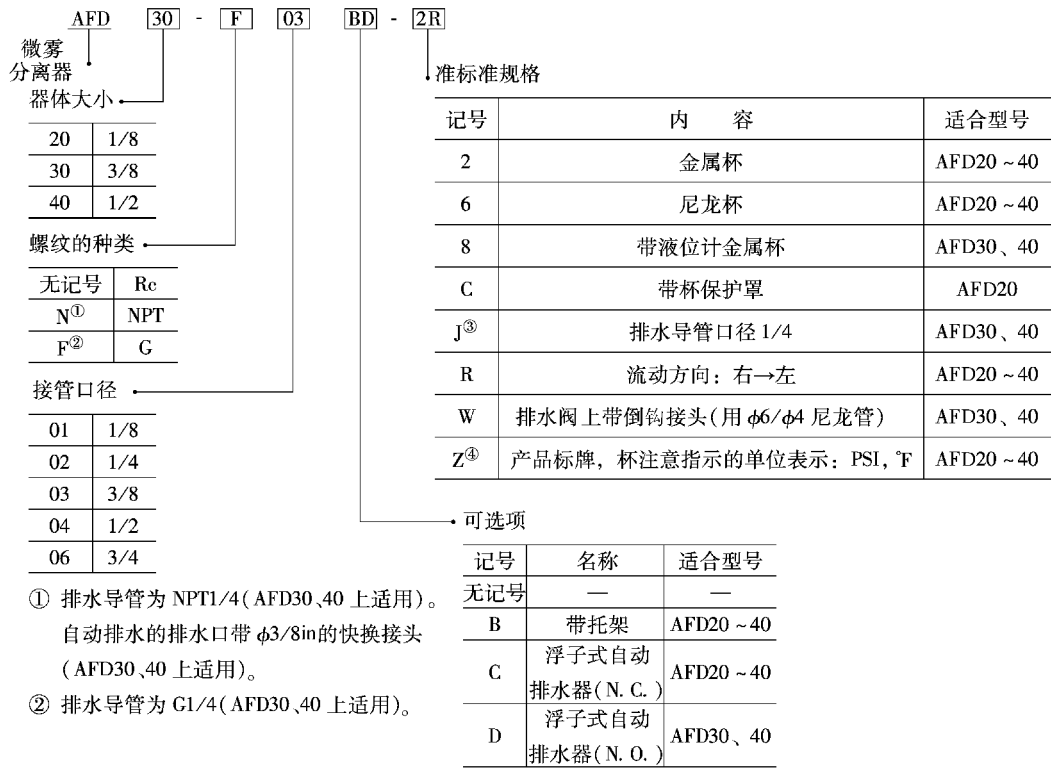 AFD 30 - F 03 BD - 2R
微雾
分离器
器体大小
20 1/8
30 3/8
40 1/2
螺纹的种类
无记号 Rc
N① NPT
F② G
接管口径
01 1/8
02 1/4
03 3/8
04 1/2
06 3/4
① 排水导管为 NPT1/4(AFD30、40 上适用)。
自动排水的排水口带 ϕ3/8in的快换接头
(AFD30、40 上适用)。
② 排水导管为 G1/4(AFD30、40 上适用)。
准标准规格
记号 内 容 适合型号
2 金属杯 AFD20~40
6 尼龙杯 AFD20~40
8 带液位计金属杯 AFD30、40
C 带杯保护罩 AFD20
J③ 排水导管口径 1/4 AFD30、40
R 流动方向：右→左 AFD20~40
W 排水阀上带倒钩接头(用 ϕ6/ϕ4 尼龙管) AFD30、40
Z④ 产品标牌，杯注意指示的单位表示：PSI，℉ AFD20~40
可选项
记号 名称 适合型号
无记号 — —
B 带托架 AFD20~40
C 浮子式自动 AFD20~40
排水器(N.C.)
D 浮子式自动 AFD30、40
排水器(N.O.)